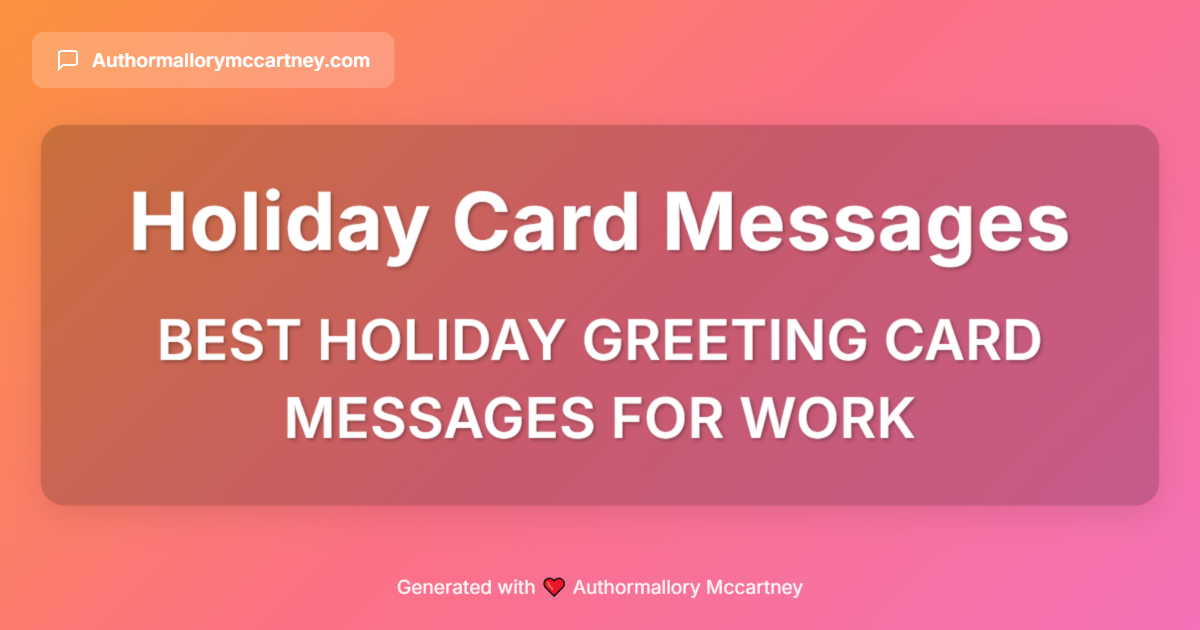 Authormallorymccartney.com
Holiday Card Messages
BEST HOLIDAY GREETING CARD
MESSAGES FOR WORK
Generated with ❤️ Authormallory Mccartney